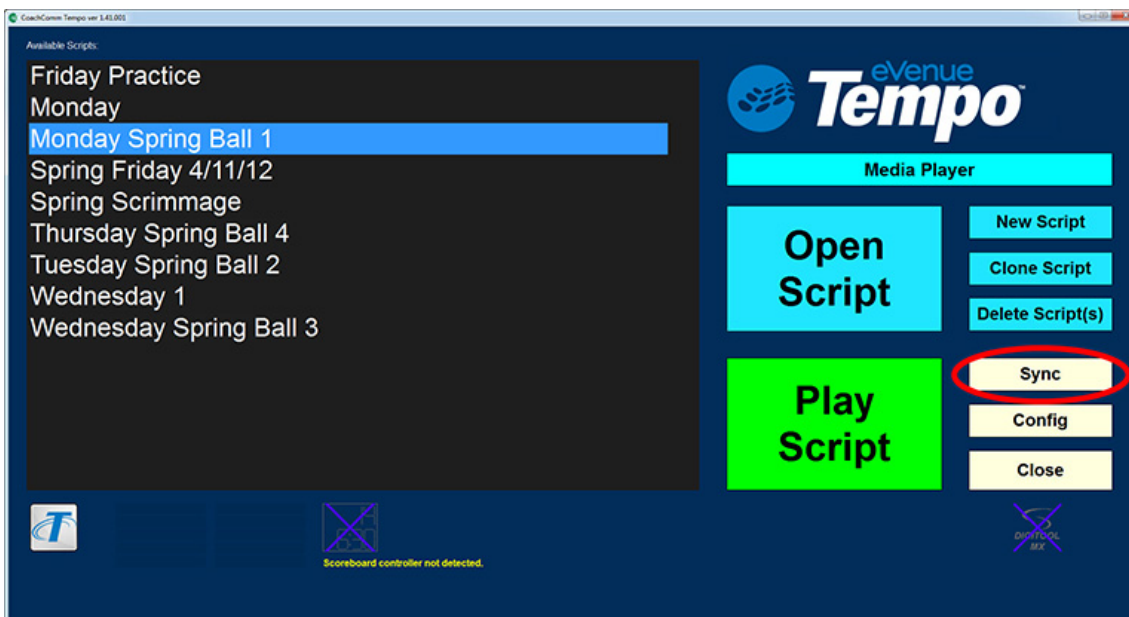 CoachComm Tempo ver 1.41.001
Available Scripts:
Friday Practice
Monday
Monday Spring Ball 1
Spring Friday 4/11/12
Spring Scrimmage
Thursday Spring Ball 4
Tuesday Spring Ball 2
Wednesday 1
Wednesday Spring Ball 3
eVenue
Tempo™
Media Player
Open
Script
New Script
Clone Script
Delete Script(s)
Play
Script
Sync
Config
Close
T
Scoreboard controller not detected.
DIGITOOL
MX